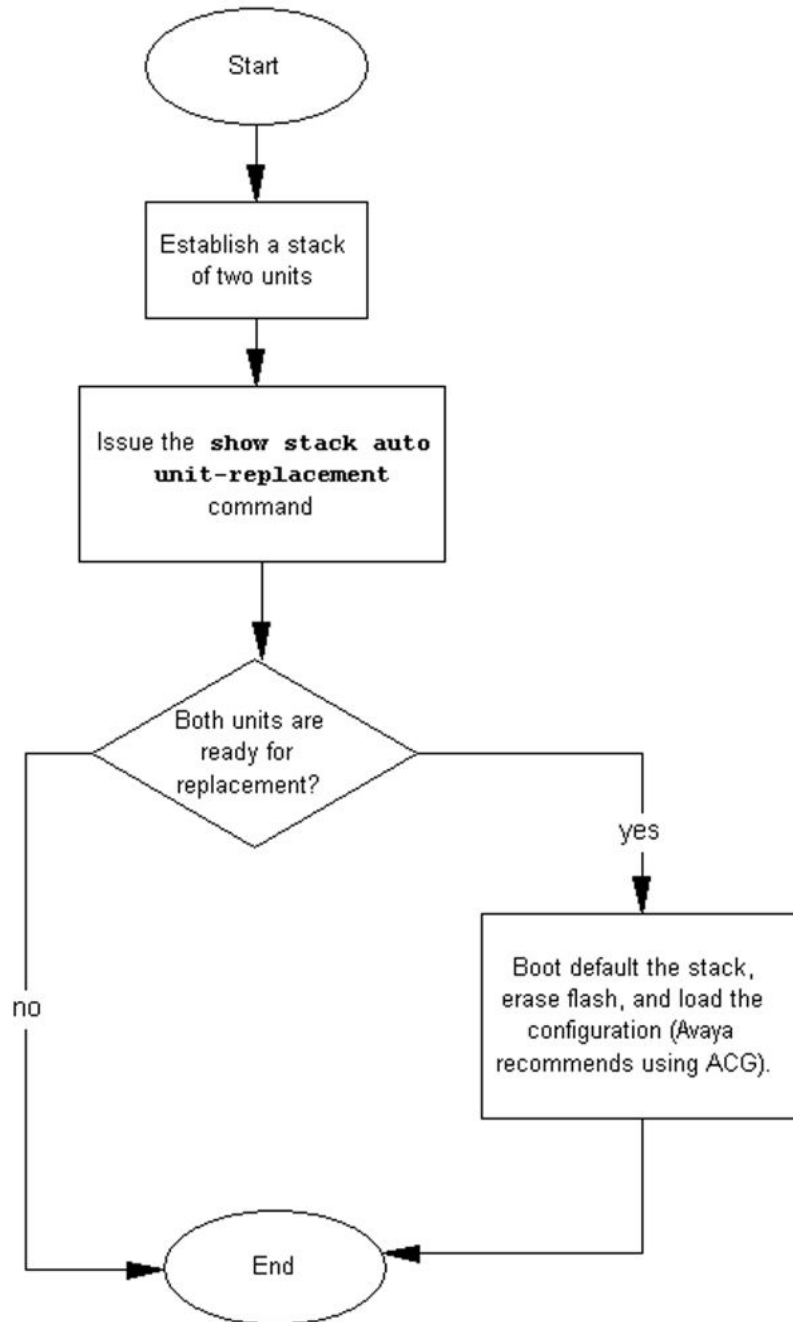 Start
Establish a stack
of two units
Issue the show stack auto
unit-replacement
command
Both units are
ready for
replacement?
yes
no
Boot default the stack,
erase flash, and load the
configuration (Avaya
recommends using ACG).
End